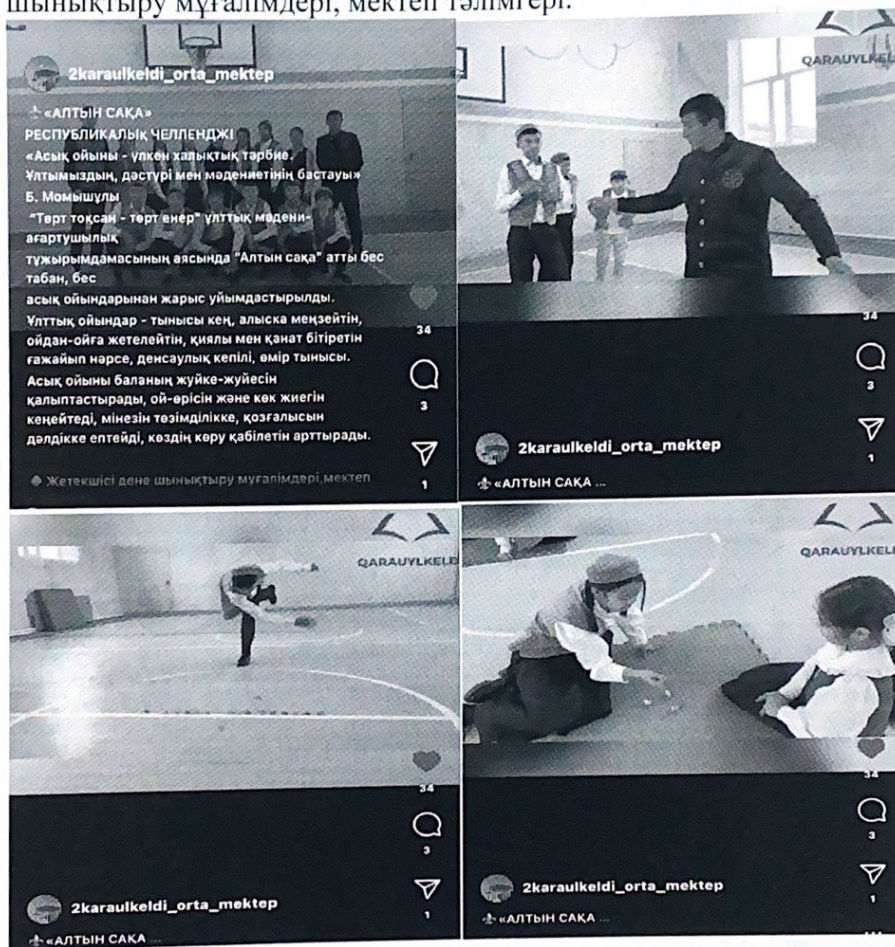 шынықтыру мұғалімдері, мектеп тәлімгері.
2karaulkeldi_orta_mektep
«АЛТЫН САҚА»
РЕСПУБЛИКАЛЫҚ ЧЕЛЛЕНДЖІ
«Асық ойыны - үлкен халықтық тәрбие.
Ұлтымыздың, дәстүрі мен мәдениетінің бастауы»
Б. Момышұлы
"Төрт тоқсан - төрт өнер" ұлттық мәдени-
ағартушылық
тұжырымдамасының аясында "Алтын сақа" атты бес
табан, бес
асық ойындарынан жарыс ұйымдастырылды.
Ұлттық ойындар - тынысы кең, алысқа меңзейтін,
ойдан-ойға жетелейтін, қиялы мен қанат бітіретін
ғажайып нәрсе, денсаулық кепілі, өмір тынысы.
Асық ойыны баланың жүйке-жүйесін
қалыптастырады, ой-өрісін және көк жиегін
кеңейтеді, мінезін төзімділікке, қозғалысын
дәлдікке ептейді, көздің көру қабілетін арттырады.
Жетекшісі дене шынықтыру мұғалімдері,мектеп
34
3
1
QARAUYLKEL
34
3
1
2karaulkeldi_orta_mektep
«АЛТЫН САҚА ...
QARAUYLKELD
34
3
1
2karaulkeldi_orta_mektep
«АЛТЫН САҚА ...
QARAUYLKELD
34
3
1
2karaulkeldi_orta_mektep
«АЛТЫН САҚА ...